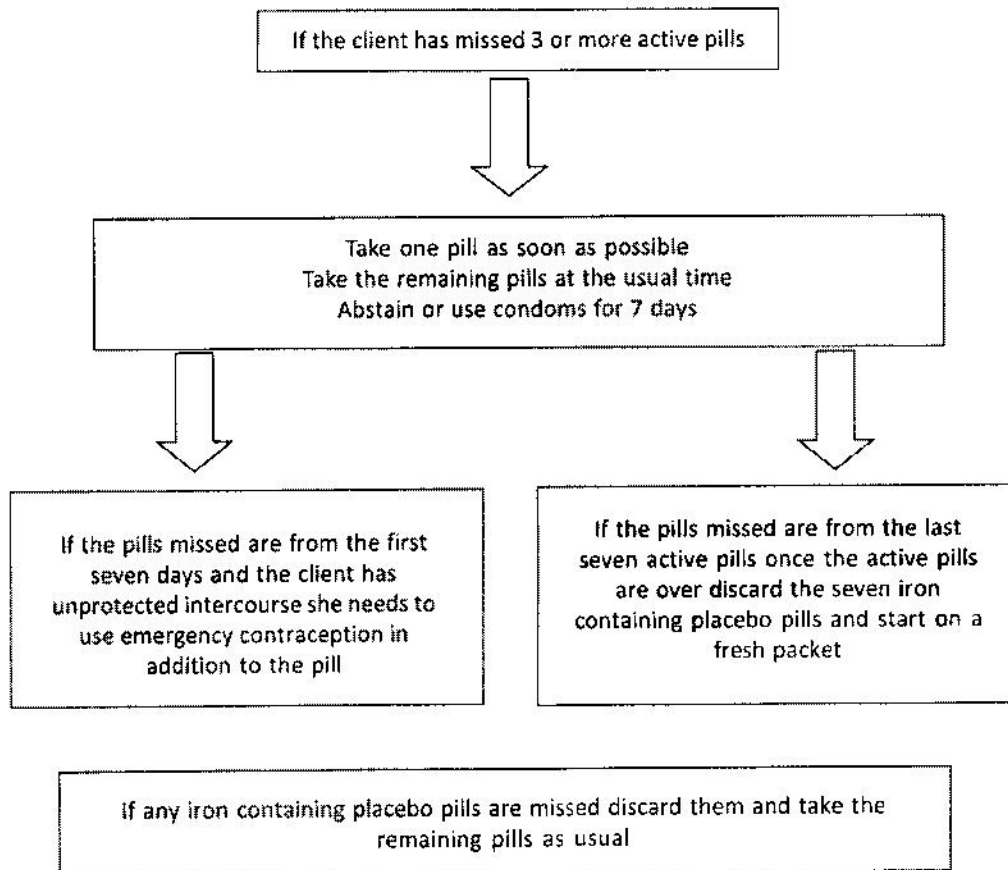 If the client has missed 3 or more active pills
Take one pill as soon as possible
Take the remaining pills at the usual time
Abstain or use condoms for 7 days
If the pills missed are from the first
seven days and the client has
unprotected intercourse she needs to
use emergency contraception in
addition to the pill
If the pills missed are from the last
seven active pills once the active pills
are over discard the seven iron
containing placebo pills and start on a
fresh packet
If any iron containing placebo pills are missed discard them and take the
remaining pills as usual